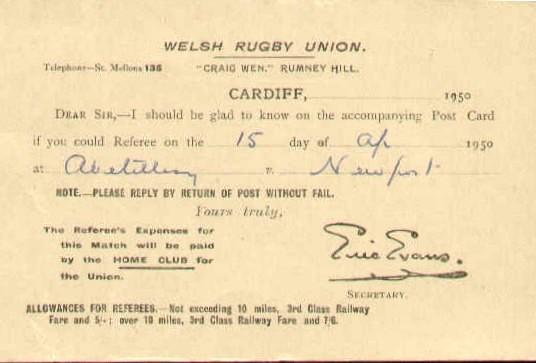 WELSH RUGBY UNION.
Telephone—St. Mellons 136 "CRAIG WEN." RUMNEY HILL.
CARDIFF, 1950
DEAR SIR,—I should be glad to know on the accompanying Post Card
if you could Referee on the 15 day of Ap 1950
at Abertillery v. Newport
NOTE.—PLEASE REPLY BY RETURN OF POST WITHOUT FAIL.
Yours truly,
The Referee's Expenses for
this Match will be paid
by the HOME CLUB for
the Union.
Eric Evans.
SECRETARY.
ALLOWANCES FOR REFEREES.—Not exceeding 10 miles, 3rd Class Railway
Fare and 5/-; over 10 miles, 3rd Class Railway Fare and 7/6.